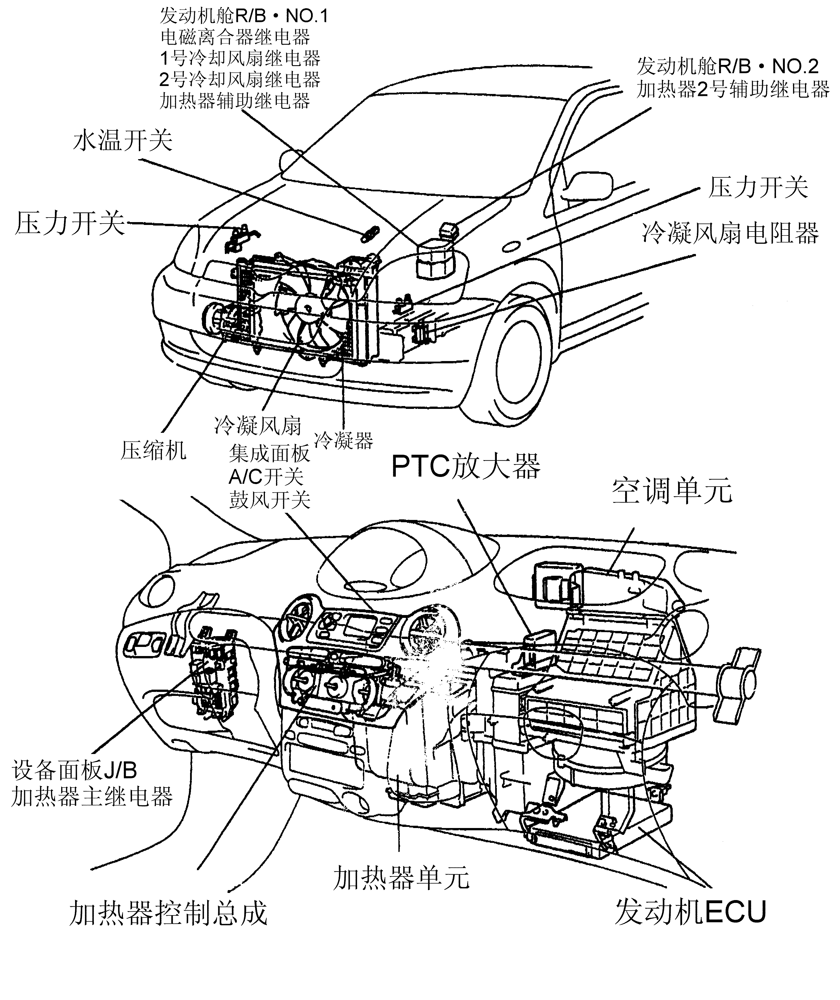 发动机舱R/B·NO.1
电磁离合器继电器
1号冷却风扇继电器
2号冷却风扇继电器
加热器辅助继电器
发动机舱R/B·NO.2
加热器2号辅助继电器
水温开关
压力开关
压力开关
冷凝风扇电阻器
压缩机
冷凝风扇
冷凝器
集成面板
A/C开关
鼓风开关
PTC放大器
空调单元
设备面板J/B
加热器主继电器
加热器控制总成
加热器单元
发动机ECU